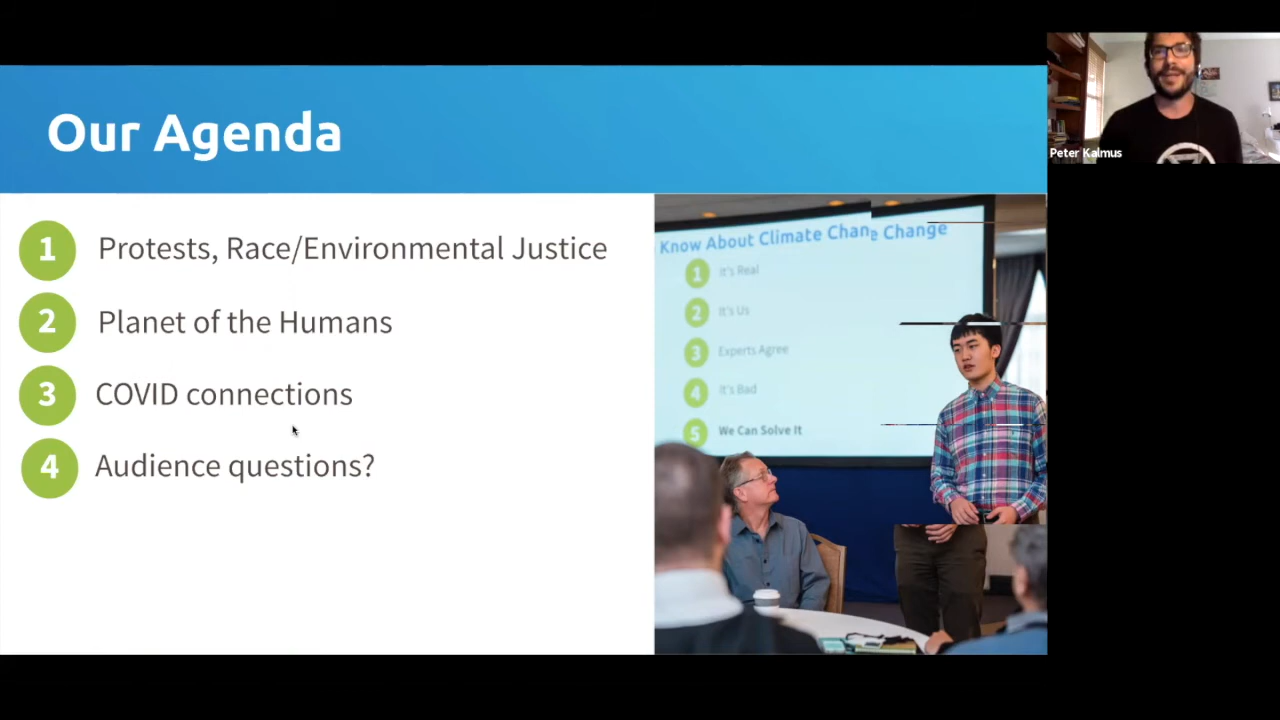 Our Agenda
1 Protests, Race/Environmental Justice
2 Planet of the Humans
3 COVID connections
4 Audience questions?
Know About Climate Chan
e Change
1 It's Real
2 It's Us
3 Experts Agree
4 It's Bad
5 We Can Solve It
Peter Kalmus